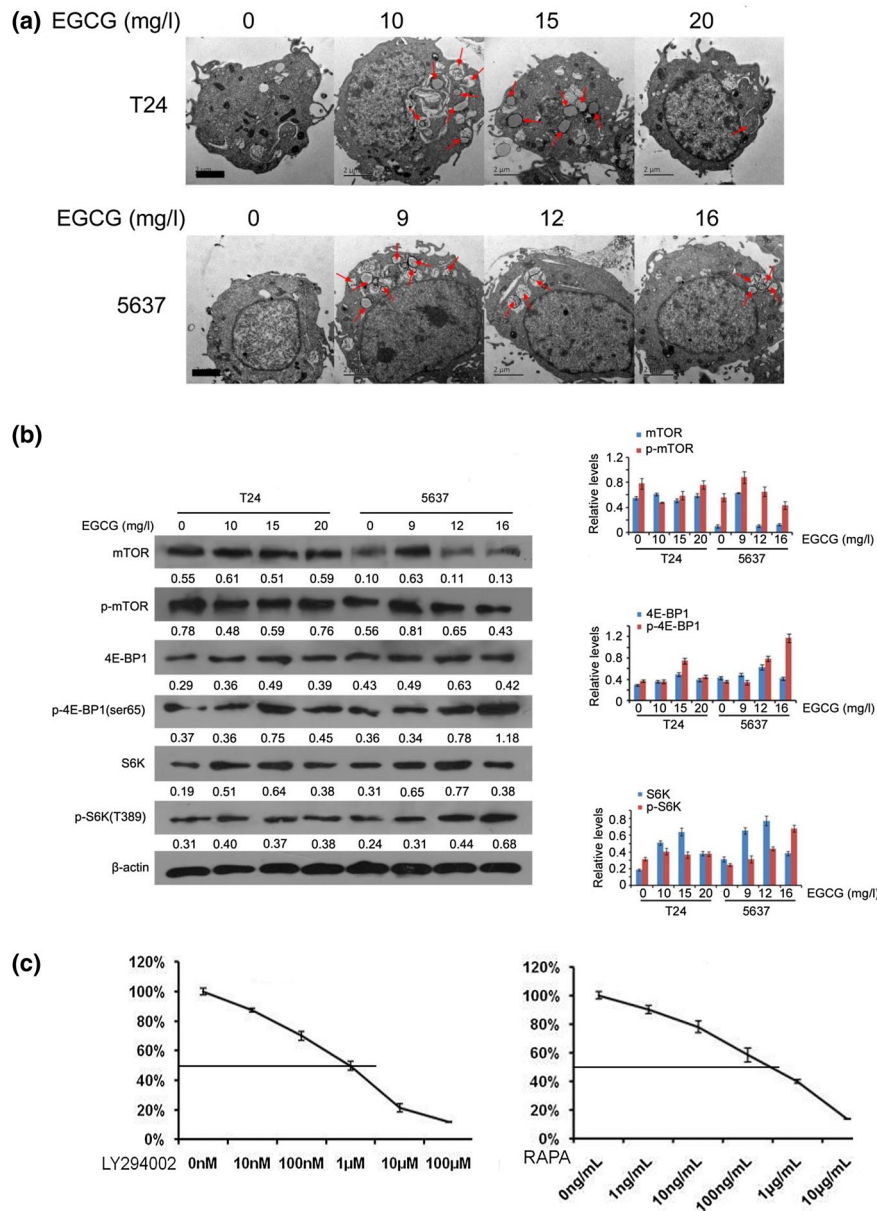 (a) EGCG (mg/l) 0 10 15 20
T24
2 μm 2 μm 2 μm 2 μm
EGCG (mg/l) 0 9 12 16
5637
2 μm 2 μm 2 μm 2 μm
(b)
T24 5637
EGCG (mg/l) 0 10 15 20 0 9 12 16
mTOR
0.55 0.61 0.51 0.59 0.10 0.63 0.11 0.13
p-mTOR
0.78 0.48 0.59 0.76 0.56 0.81 0.65 0.43
4E-BP1
0.29 0.36 0.49 0.39 0.43 0.49 0.63 0.42
p-4E-BP1(ser65)
0.37 0.36 0.75 0.45 0.36 0.34 0.78 1.18
S6K
0.19 0.51 0.64 0.38 0.31 0.65 0.77 0.38
p-S6K(T389)
0.31 0.40 0.37 0.38 0.24 0.31 0.44 0.68
β-actin
mTOR
p-mTOR
Relative levels
1.2
0.8
0.4
0
0 10 15 20 0 9 12 16 EGCG (mg/l)
T24 5637
4E-BP1
p-4E-BP1
Relative levels
1.2
0.8
0.4
0
0 10 15 20 0 9 12 16 EGCG (mg/l)
T24 5637
S6K
p-S6K
Relative levels
0.8
0.6
0.4
0.2
0
0 10 15 20 0 9 12 16 EGCG (mg/l)
T24 5637
(c)
120%
100%
80%
60%
40%
20%
0%
LY294002 0nM 10nM 100nM 1μM 10μM 100μM
120%
100%
80%
60%
40%
20%
0%
RAPA 0ng/mL 1ng/mL 10ng/mL 100ng/mL 1μg/mL 10μg/mL